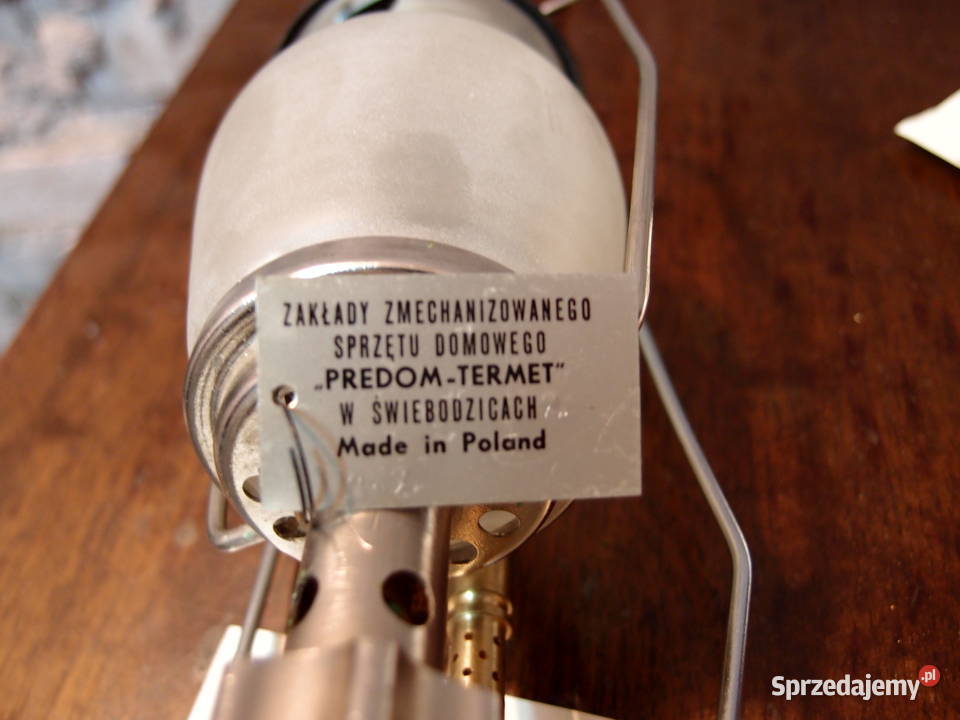 ZAKŁADY ZMECHANIZOWANEGO
SPRZĘTU DOMOWEGO
„PREDOM-TERMET"
W ŚWIEBODZICACH
Made in Poland
Sprzedajemy.pl